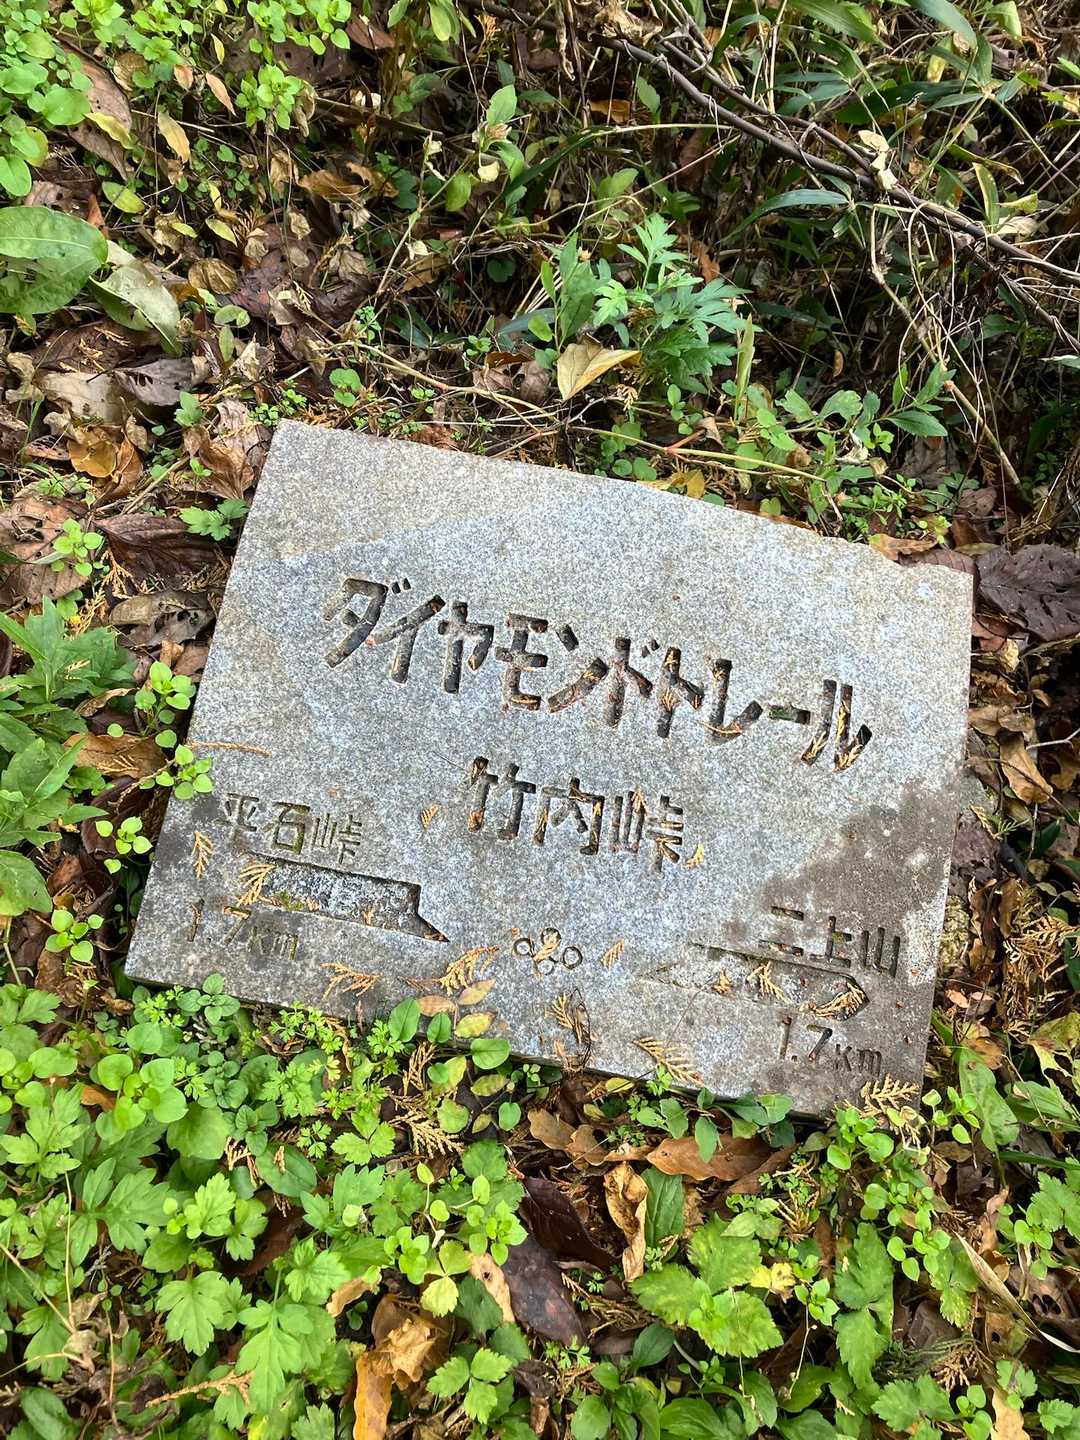 ダイヤモンドトレール
竹内峠
平石峠
1.7km
二上山
1.7km